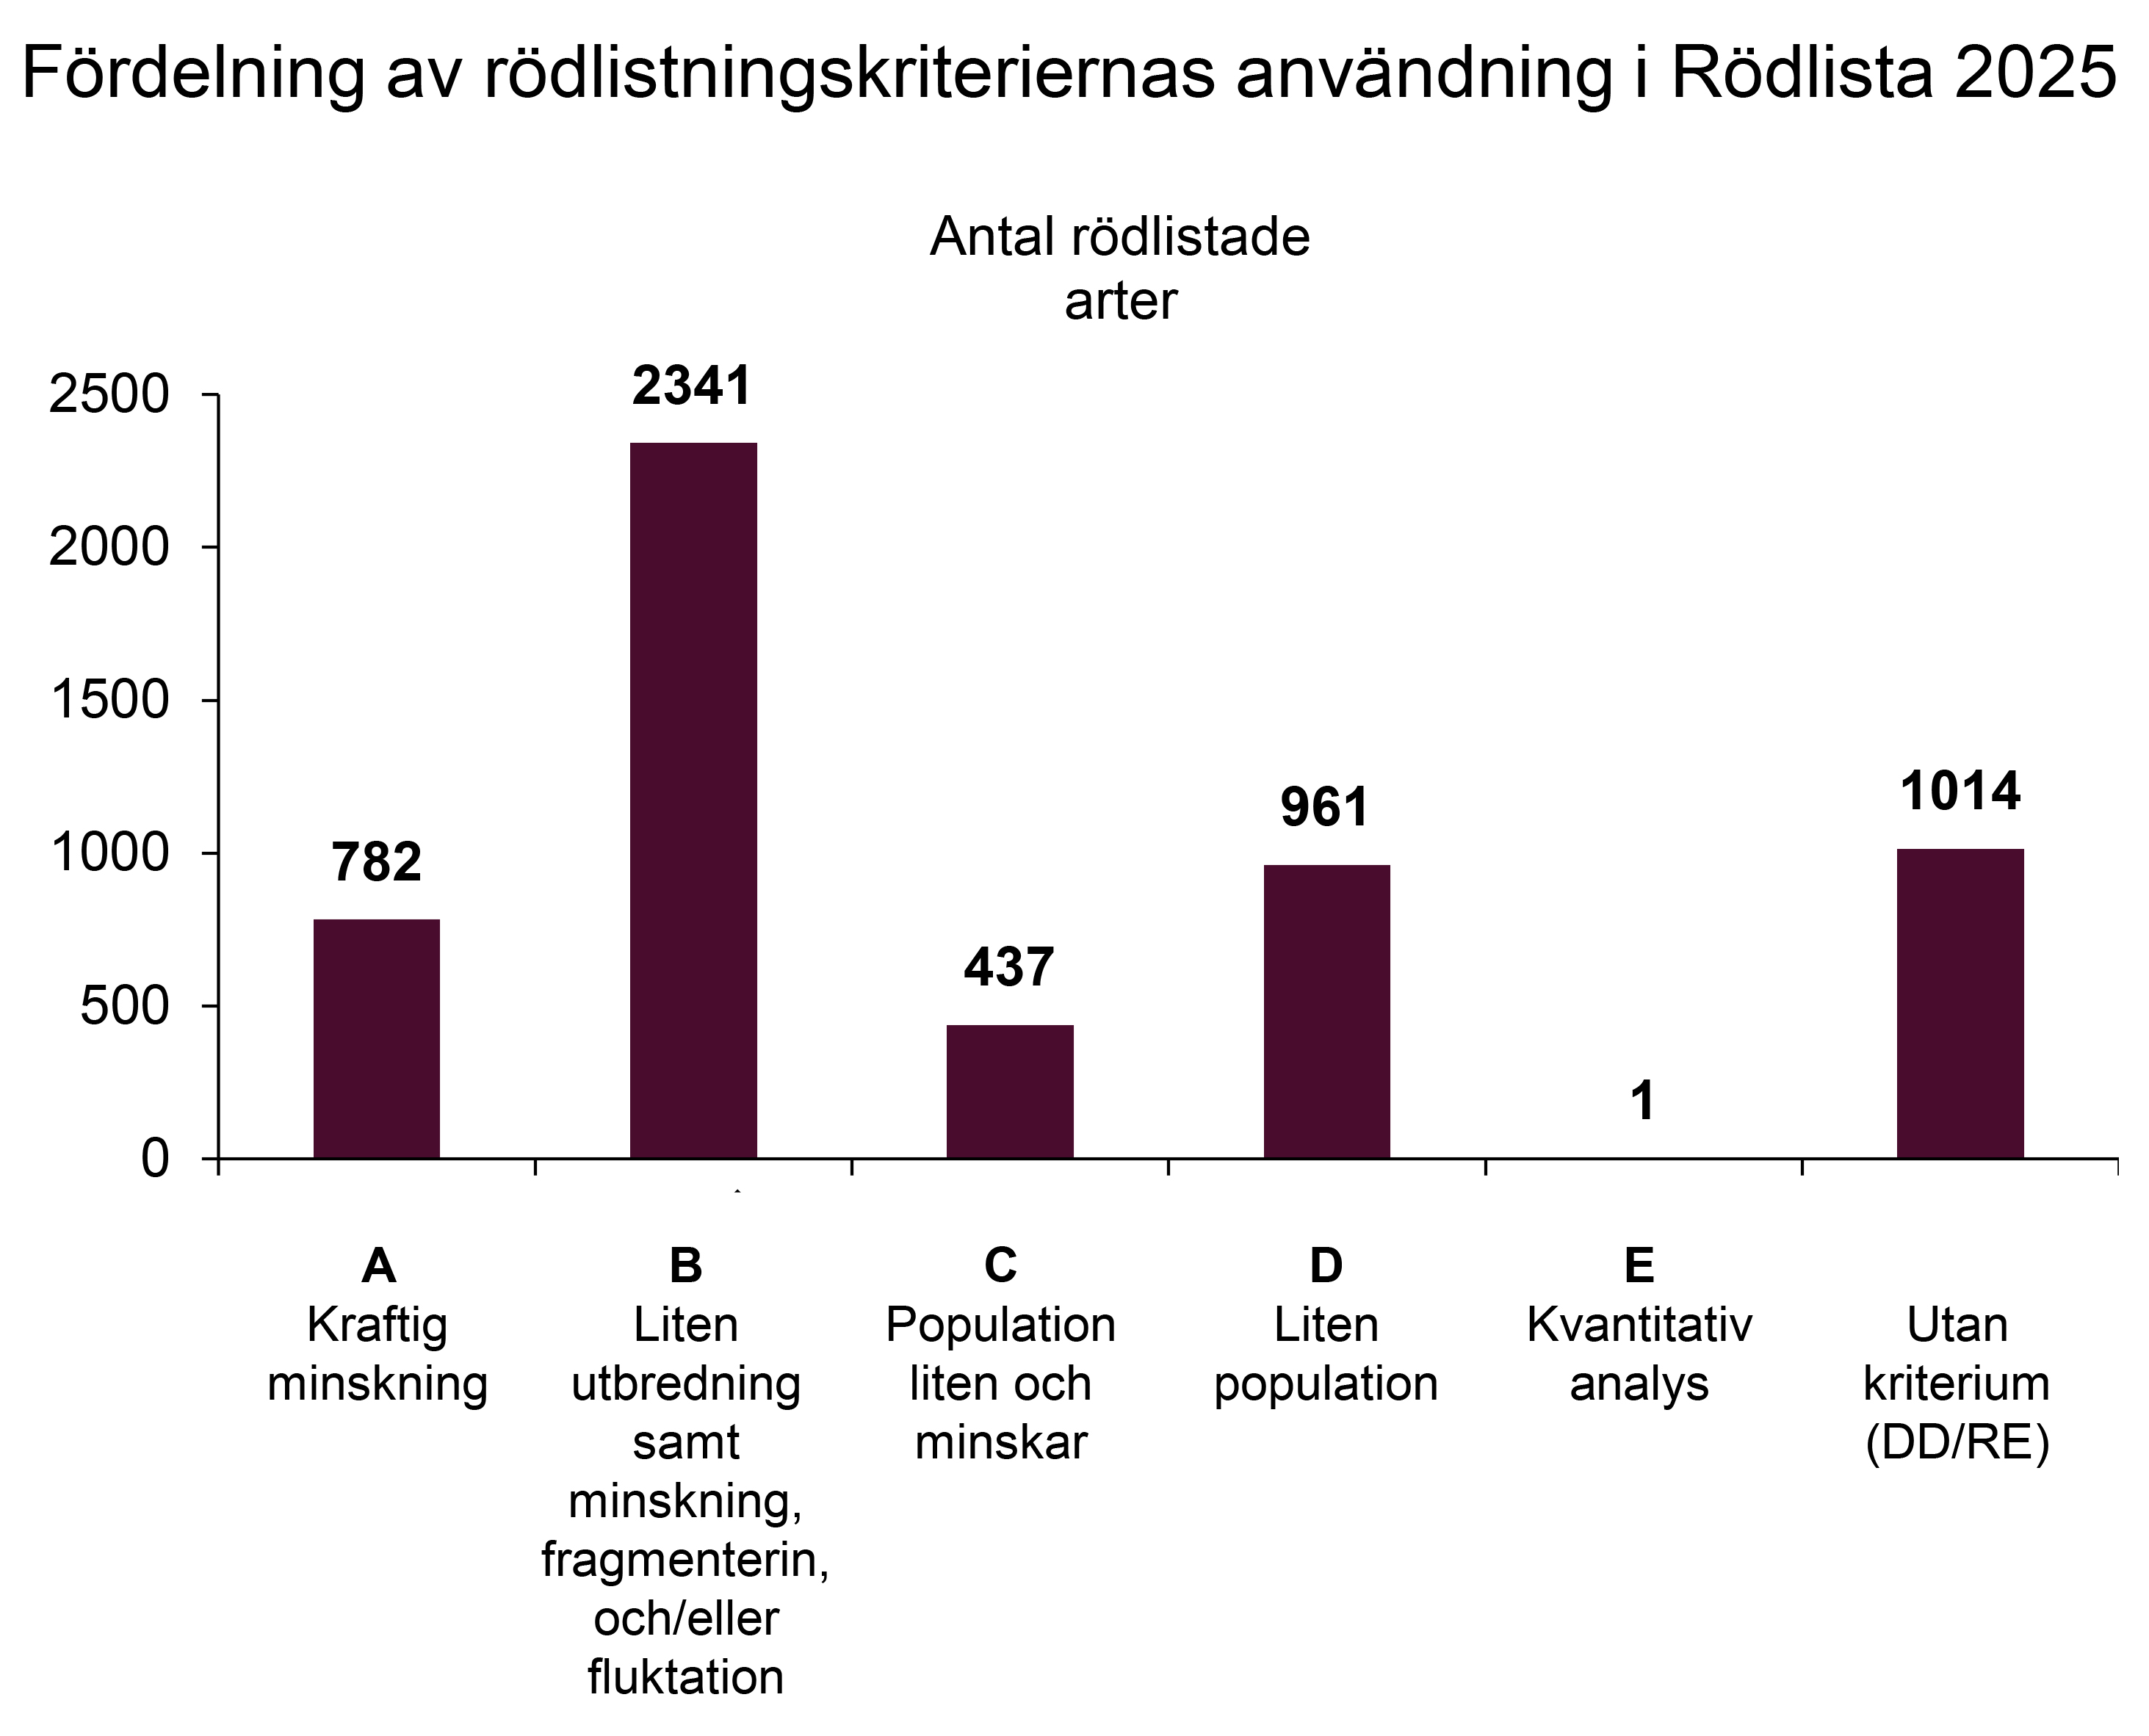 Fördelning av rödlistningskriteriernas användning i Rödlista 2025
Antal rödlistade
arter
2500
2000
1500
1000
500
0
782
2341
437
961
1
1014
A
Kraftig
minskning
B
Liten
utbredning
samt
minskning,
fragmenterin,
och/eller
fluktation
C
Population
liten och
minskar
D
Liten
population
E
Kvantitativ
analys
Utan
kriterium
(DD/RE)